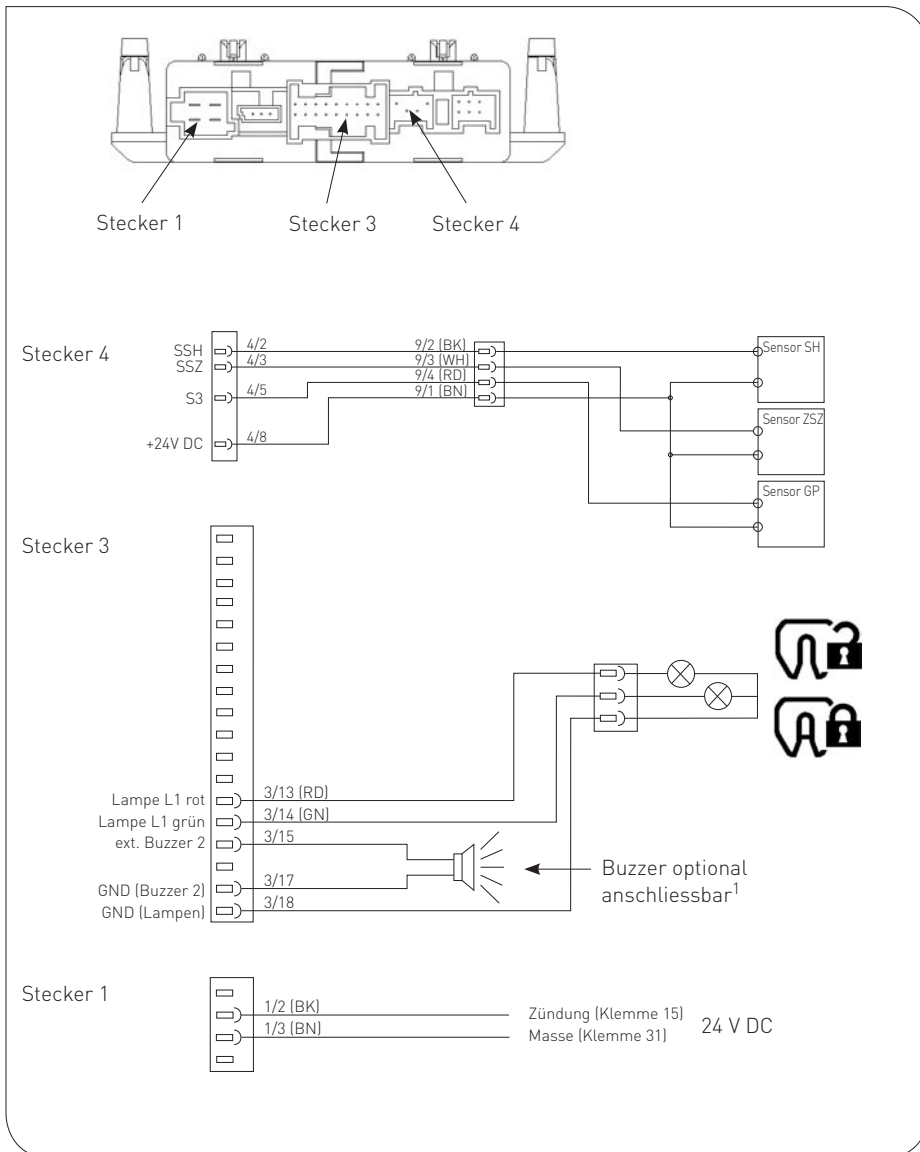 Stecker 1
Stecker 3
Stecker 4
Stecker 4
SSH
4/2
9/2 (BK)
Sensor SH
SSZ
4/3
9/3 (WH)
9/4 (RD)
S3
4/5
9/1 (BN)
Sensor ZSZ
+24V DC
4/8
Sensor GP
Stecker 3
Lampe L1 rot
3/13 (RD)
Lampe L1 grün
3/14 (GN)
ext. Buzzer 2
3/15
Buzzer optional
anschliessbar1
GND (Buzzer 2)
3/17
GND (Lampen)
3/18
Stecker 1
1/2 (BK)
Zündung (Klemme 15)
1/3 (BN)
Masse (Klemme 31)
24 V DC